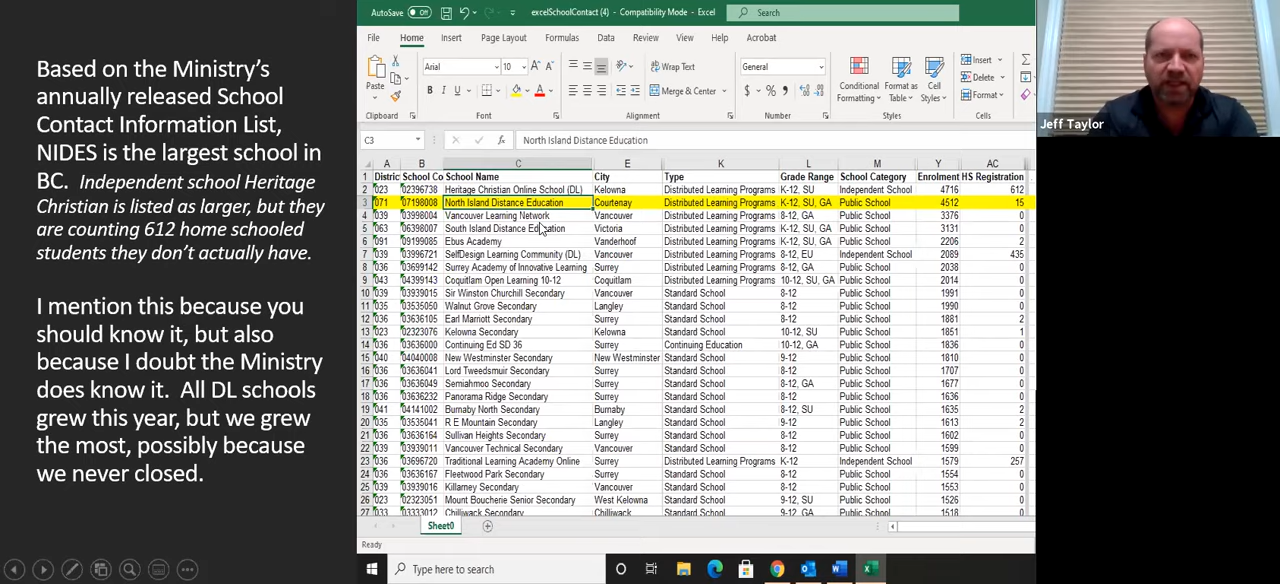 Based on the Ministry's
annually released School
Contact Information List,
NIDES is the largest school in
BC. Independent school Heritage
Christian is listed as larger, but they
are counting 612 home schooled
students they don't actually have.
I mention this because you
should know it, but also
because I doubt the Ministry
does know it. All DL schools
grew this year, but we grew
the most, possibly because
we never closed.
AutoSave Off excelSchoolContact (4) - Compatibility Mode - Excel Search
File Home Insert Page Layout Formulas Data Review View Help Acrobat
Paste Arial 10 Wrap Text General Insert
B I U Merge & Center $ % Conditional Formatting Format as Table Cell Styles Delete Format
Clipboard Font Alignment Number Styles Cells
C3 fx North Island Distance Education
A B C E K L M Y AC
1 Distric School Co School Name City Type Grade Range School Category Enrolment HS Registration
2 023 02396738 Heritage Christian Online School (DL) Kelowna Distributed Learning Programs K-12, SU Independent School 4716 612
3 071 07198008 North Island Distance Education Courtenay Distributed Learning Programs K-12, SU, GA Public School 4512 15
4 039 03998004 Vancouver Learning Network Vancouver Distributed Learning Programs 8-12, GA Public School 3376 0
5 063 06398007 South Island Distance Education Victoria Distributed Learning Programs K-12, SU, GA Public School 3131 0
6 091 09199085 Ebus Academy Vanderhoof Distributed Learning Programs K-12, SU, GA Public School 2206 2
7 039 03996721 SelfDesign Learning Community (DL) Vancouver Distributed Learning Programs 8-12, EU Independent School 2089 435
8 036 03699142 Surrey Academy of Innovative Learning Surrey Distributed Learning Programs 8-12, GA Public School 2038 0
9 043 04399143 Coquitlam Open Learning 10-12 Coquitlam Distributed Learning Programs 10-12, SU, GA Public School 2014 0
10 039 03939015 Sir Winston Churchill Secondary Vancouver Standard School 8-12 Public School 1991 0
11 035 03535050 Walnut Grove Secondary Langley Standard School 8-12 Public School 1990 0
12 036 03636105 Earl Marriott Secondary Surrey Standard School 8-12 Public School 1881 2
13 023 02323076 Kelowna Secondary Kelowna Standard School 10-12, SU Public School 1851 1
14 036 03636000 Continuing Ed SD 36 Surrey Continuing Education 10-12, GA Public School 1836 0
15 040 04040008 New Westminster Secondary New Westminster Standard School 9-12 Public School 1810 0
16 036 03636041 Lord Tweedsmuir Secondary Surrey Standard School 8-12 Public School 1707 0
17 036 03636049 Semiahmoo Secondary Surrey Standard School 8-12, GA Public School 1677 0
18 036 03636232 Panorama Ridge Secondary Surrey Standard School 8-12 Public School 1636 0
19 041 04141002 Burnaby North Secondary Burnaby Standard School 8-12, SU Public School 1635 2
20 035 03535041 R E Mountain Secondary Langley Standard School 9-12, SU Public School 1613 2
21 036 03636164 Sullivan Heights Secondary Surrey Standard School 8-12 Public School 1602 0
22 039 03939011 Vancouver Technical Secondary Vancouver Standard School 8-12 Public School 1599 0
23 036 03696720 Traditional Learning Academy Online Surrey Distributed Learning Programs K-12 Independent School 1579 257
24 036 03636167 Fleetwood Park Secondary Surrey Standard School 8-12 Public School 1554 0
25 039 03939016 Killarney Secondary Vancouver Standard School 8-12 Public School 1553 0
26 023 02323051 Mount Boucherie Senior Secondary West Kelowna Standard School 9-12, SU Public School 1527 0
27 033 03333012 Chilliwack Secondary Chilliwack Standard School 9-12, GA Public School 1518 0
Sheet0
Ready
Type here to search
Jeff Taylor